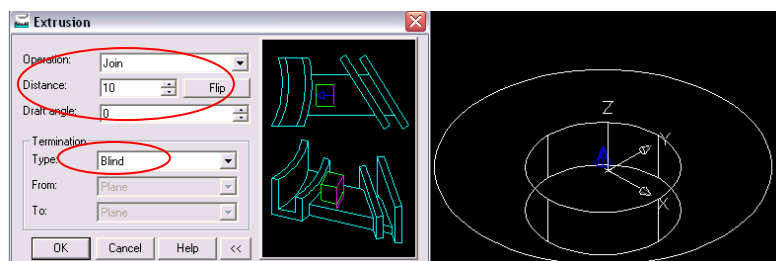 Extrusion
Operation: Join
Distance: 10 Flip
Draft angle: 0
Termination
Type: Blind
From: Plane
To: Plane
OK Cancel Help <<
Z
Y
X